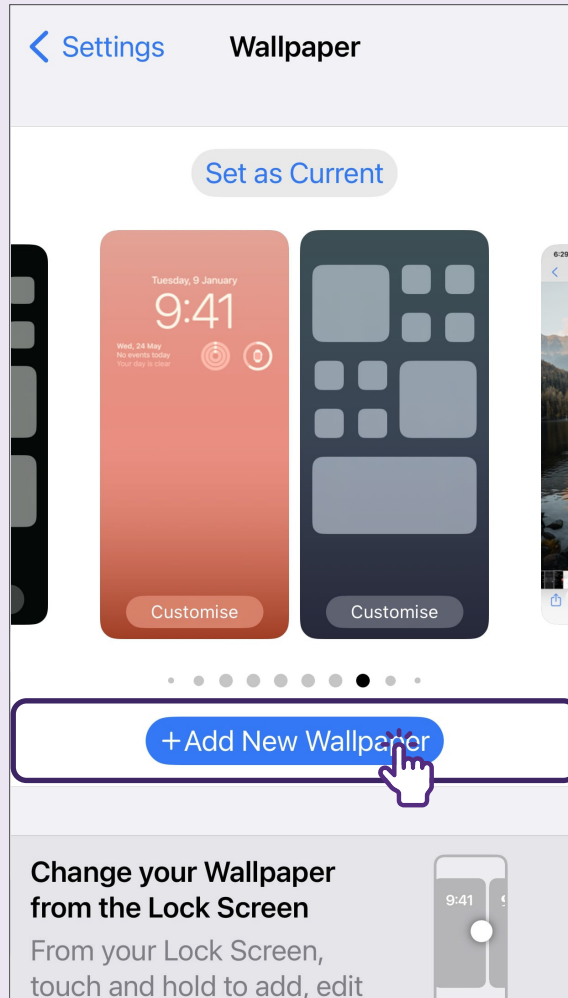 Settings
Wallpaper
Set as Current
Tuesday, 9 January
9:41
Wed, 24 May
No events today
Your day is clear
6:29
Customise
Customise
+Add New Wallpaper
Change your Wallpaper
from the Lock Screen
9:41
From your Lock Screen,
touch and hold to add, edit